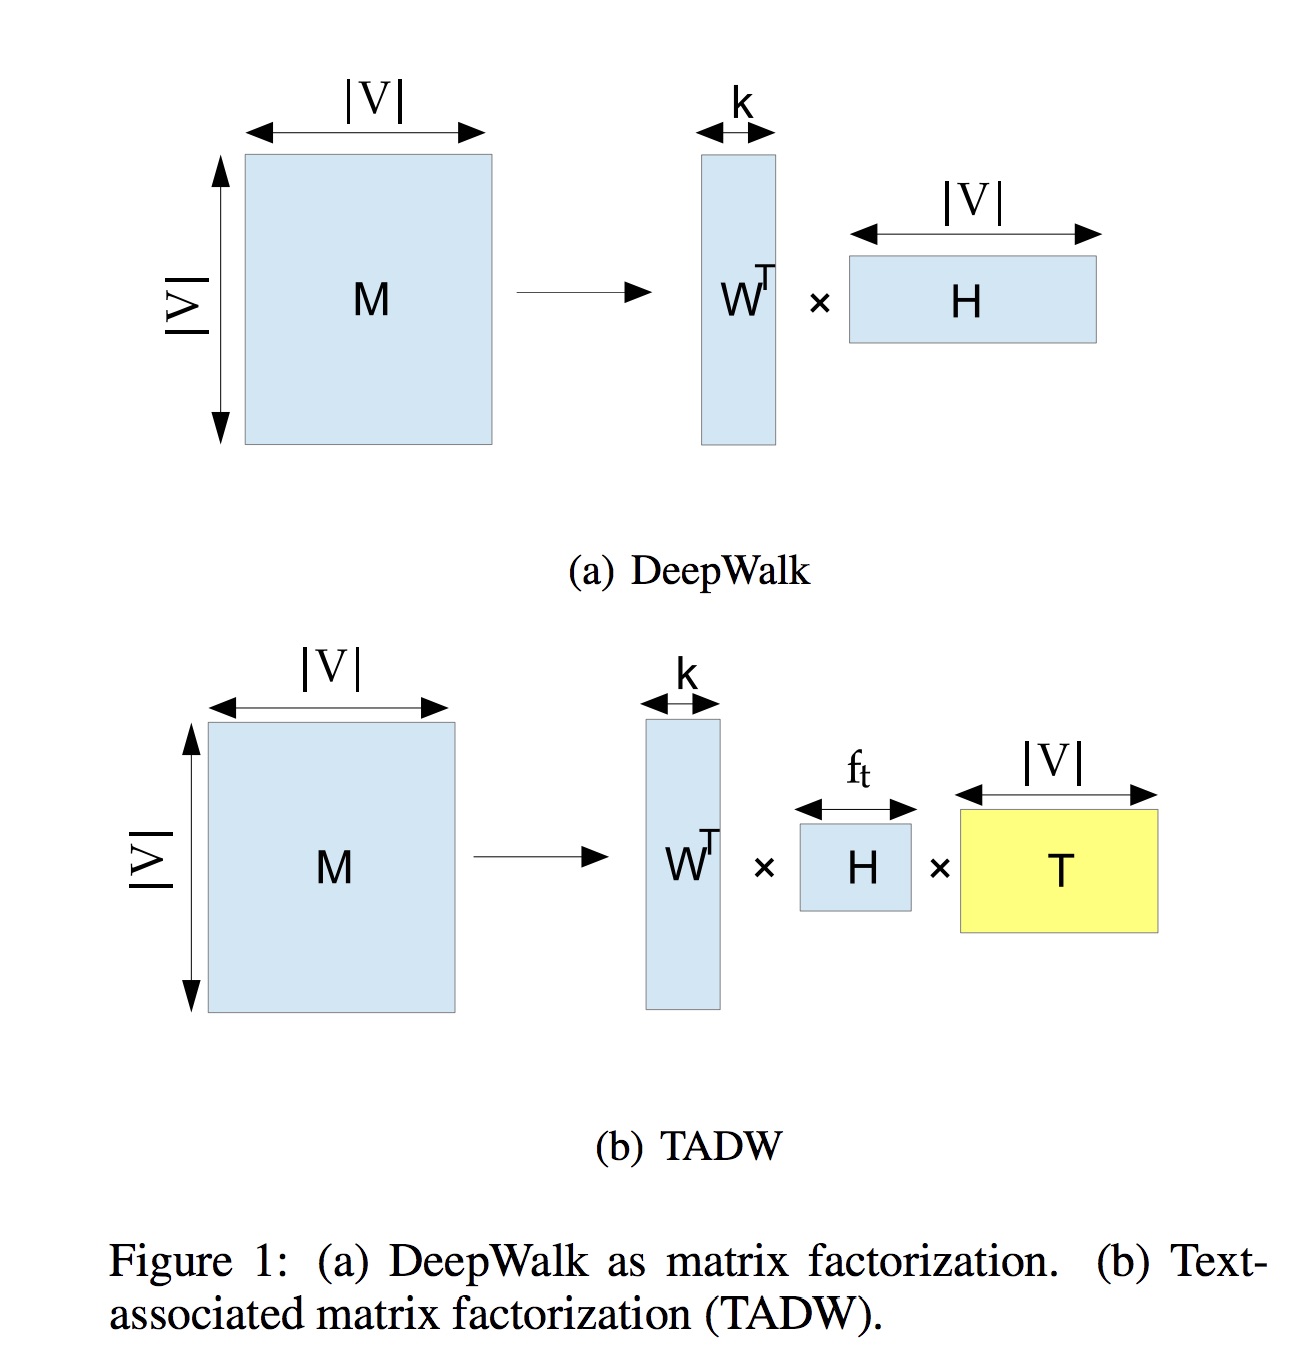 |V|
k
|V|
|V|
M
W^T
×
H
(a) DeepWalk
|V|
k
f_t
|V|
|V|
M
W^T
×
H
×
T
(b) TADW
Figure 1: (a) DeepWalk as matrix factorization. (b) Text-
associated matrix factorization (TADW).